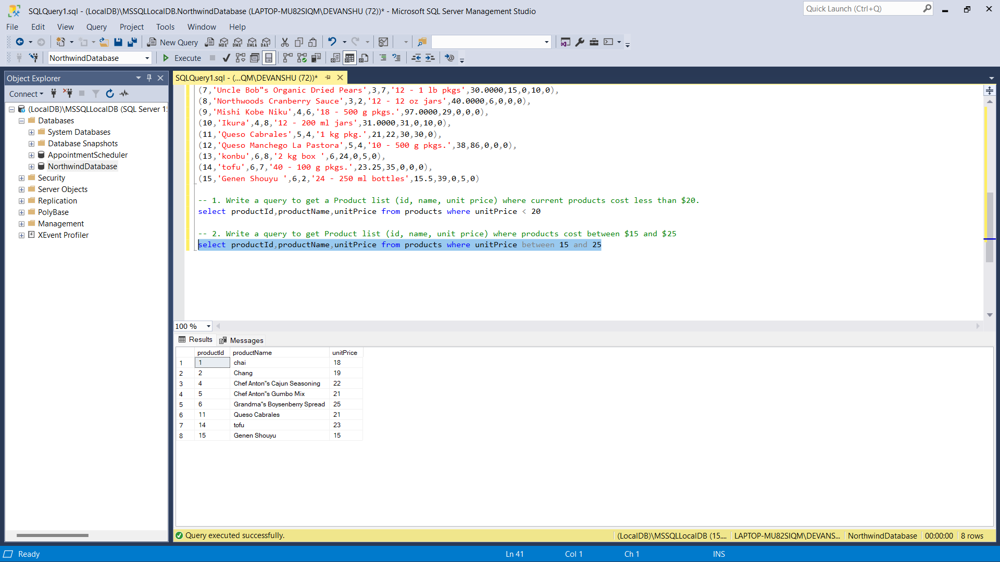 SQLQuery1.sql - (LocalDB)\MSSQLLocalDB.NorthwindDatabase (LAPTOP-MU82SIQM\DEVANSHU (72))* - Microsoft SQL Server Management Studio
Quick Launch (Ctrl+Q)
File Edit View Query Project Tools Window Help
New Query MDX DMX XMLA DAX
NorthwindDatabase Execute
Object Explorer
SQLQuery1.sql - (...QM\DEVANSHU (72))*
Connect
(LocalDB)\MSSQLLocalDB (SQL Server 15
Databases
System Databases
Database Snapshots
AppointmentScheduler
NorthwindDatabase
Security
Server Objects
Replication
PolyBase
Management
XEvent Profiler
(7,'Uncle Bob"s Organic Dried Pears',3,7,'12 - 1 lb pkgs',30.0000,15,0,10,0),
(8,'Northwoods Cranberry Sauce',3,2,'12 - 12 oz jars',40.0000,6,0,0,0),
(9,'Mishi Kobe Niku',4,6,'18 - 500 g pkgs.',97.0000,29,0,0,0),
(10,'Ikura',4,8,'12 - 200 ml jars',31.0000,31,0,10,0),
(11,'Queso Cabrales',5,4,'1 kg pkg.',21,22,30,30,0),
(12,'Queso Manchego La Pastora',5,4,'10 - 500 g pkgs.',38,86,0,0,0),
(13,'konbu',6,8,'2 kg box ',6,24,0,5,0),
(14,'tofu',6,7,'40 - 100 g pkgs.',23.25,35,0,0,0),
(15,'Genen Shouyu ',6,2,'24 - 250 ml bottles',15.5,39,0,5,0)
-- 1. Write a query to get a Product list (id, name, unit price) where current products cost less than $20.
select productId,productName,unitPrice from products where unitPrice < 20
-- 2. Write a query to get Product list (id, name, unit price) where products cost between $15 and $25
select productId,productName,unitPrice from products where unitPrice between 15 and 25
100 %
Results Messages
productId productName unitPrice
1 1 chai 18
2 2 Chang 19
3 4 Chef Anton"s Cajun Seasoning 22
4 5 Chef Anton"s Gumbo Mix 21
5 6 Grandma"s Boysenberry Spread 25
6 11 Queso Cabrales 21
7 14 tofu 23
8 15 Genen Shouyu 15
Query executed successfully.
(LocalDB)\MSSQLLocalDB (15.... LAPTOP-MU82SIQM\DEVANS... NorthwindDatabase 00:00:00 8 rows
Ready Ln 41 Col 1 Ch 1 INS